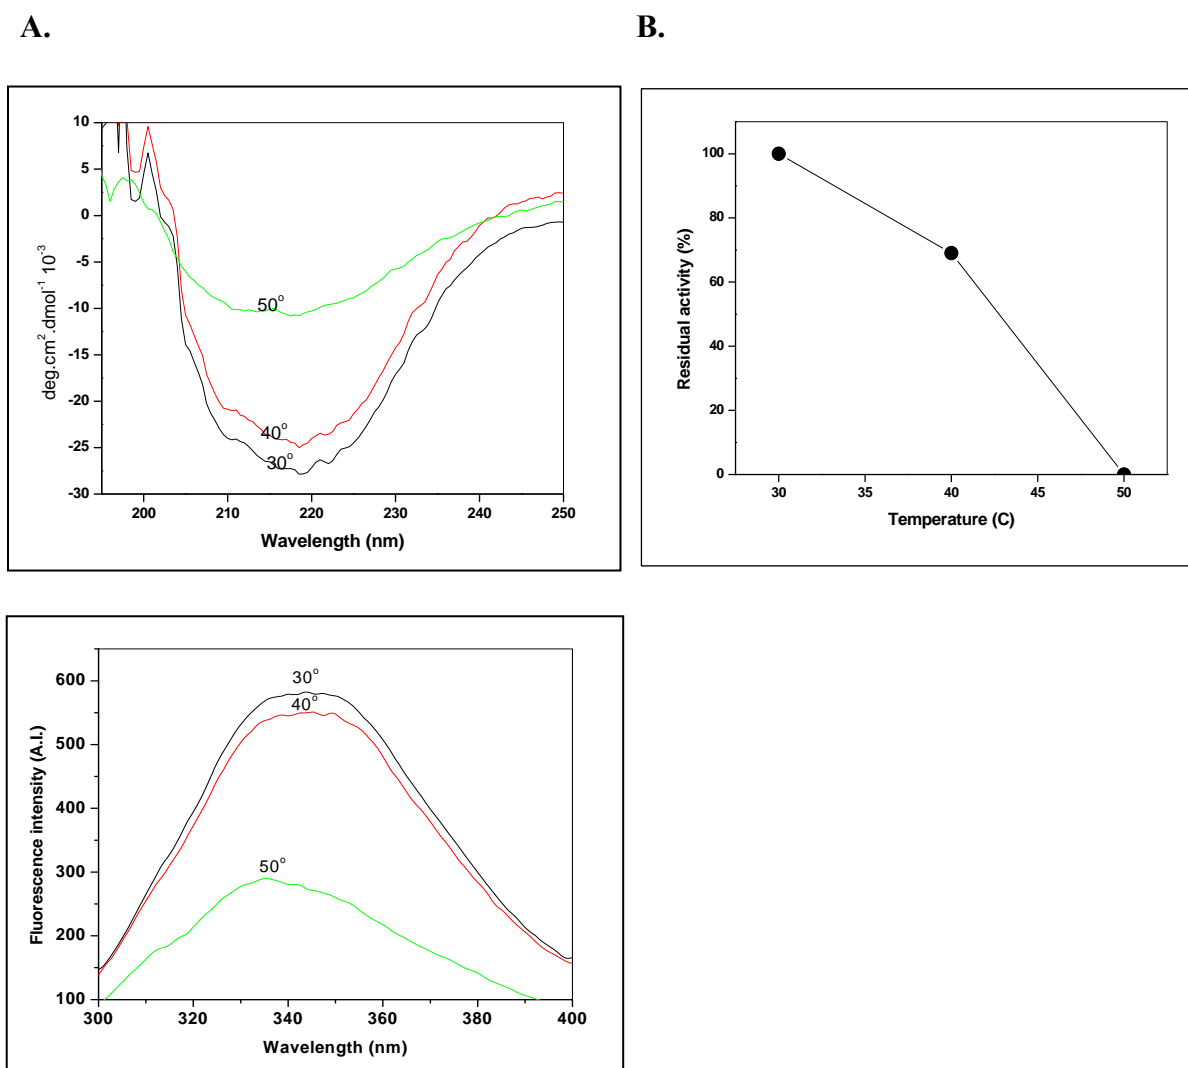 A.
B.
10
5
0
-5
-10
-15
-20
-25
-30
deg.cm².dmol⁻¹ 10⁻³
50°
40°
30°
200 210 220 230 240 250
Wavelength (nm)
100
80
60
40
20
0
Residual activity (%)
30 35 40 45 50
Temperature (C)
600
500
400
300
200
100
Fluorescence intensity (A.I.)
30°
40°
50°
300 320 340 360 380 400
Wavelength (nm)